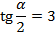 tg α/2 = 3